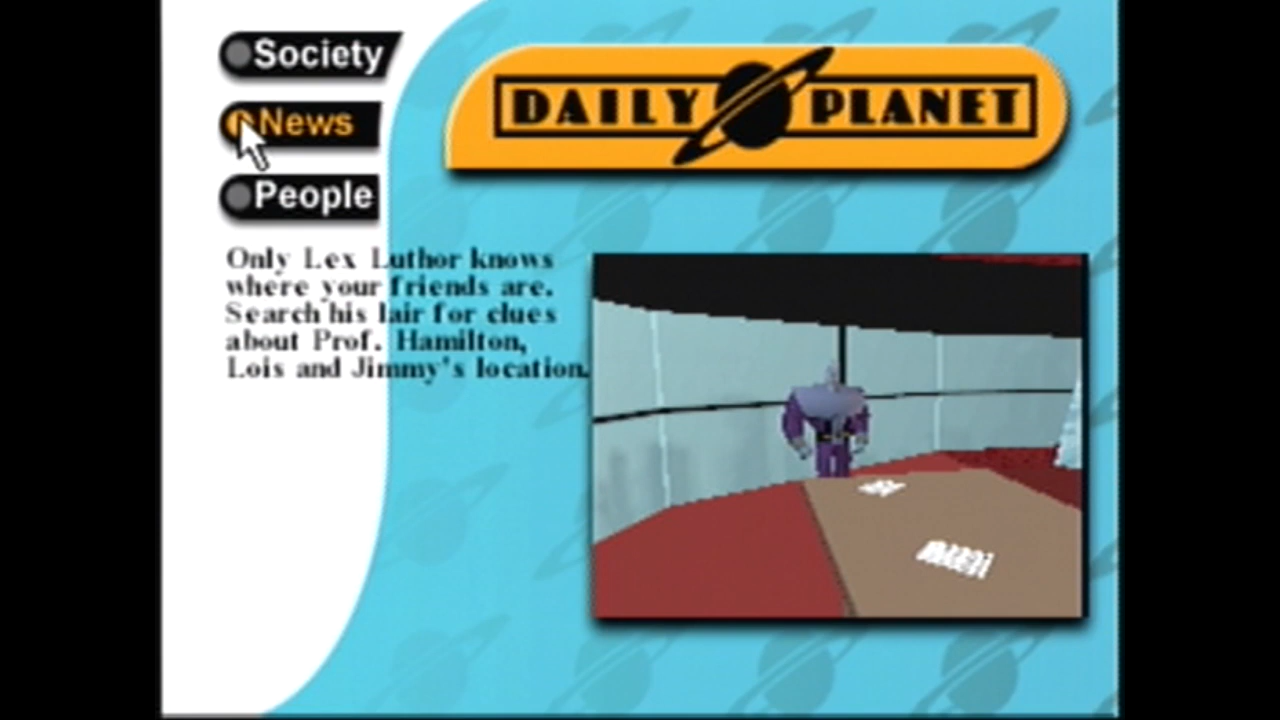 Society
DAILY PLANET
News
People
Only Lex Luthor knows
where your friends are.
Search his lair for clues
about Prof. Hamilton,
Lois and Jimmy's location.